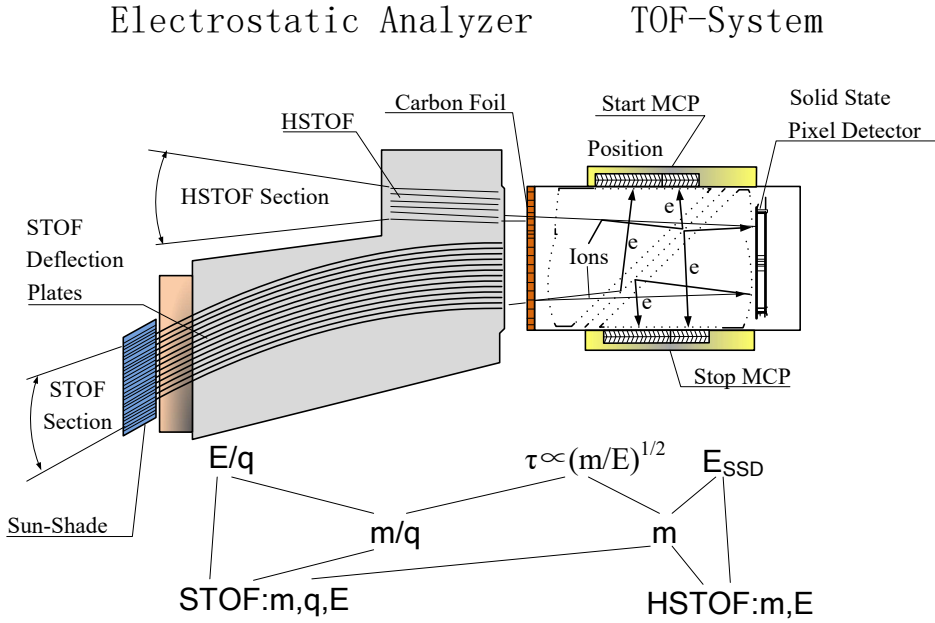 Electrostatic Analyzer
TOF-System
Carbon Foil
Start MCP
Solid State
Pixel Detector
HSTOF
Position
HSTOF Section
STOF
Deflection
Plates
e
e
e
e
Ions
STOF
Section
Stop MCP
Sun-Shade
E/q
τ∝(m/E)1/2
ESSD
m/q
m
STOF:m,q,E
HSTOF:m,E